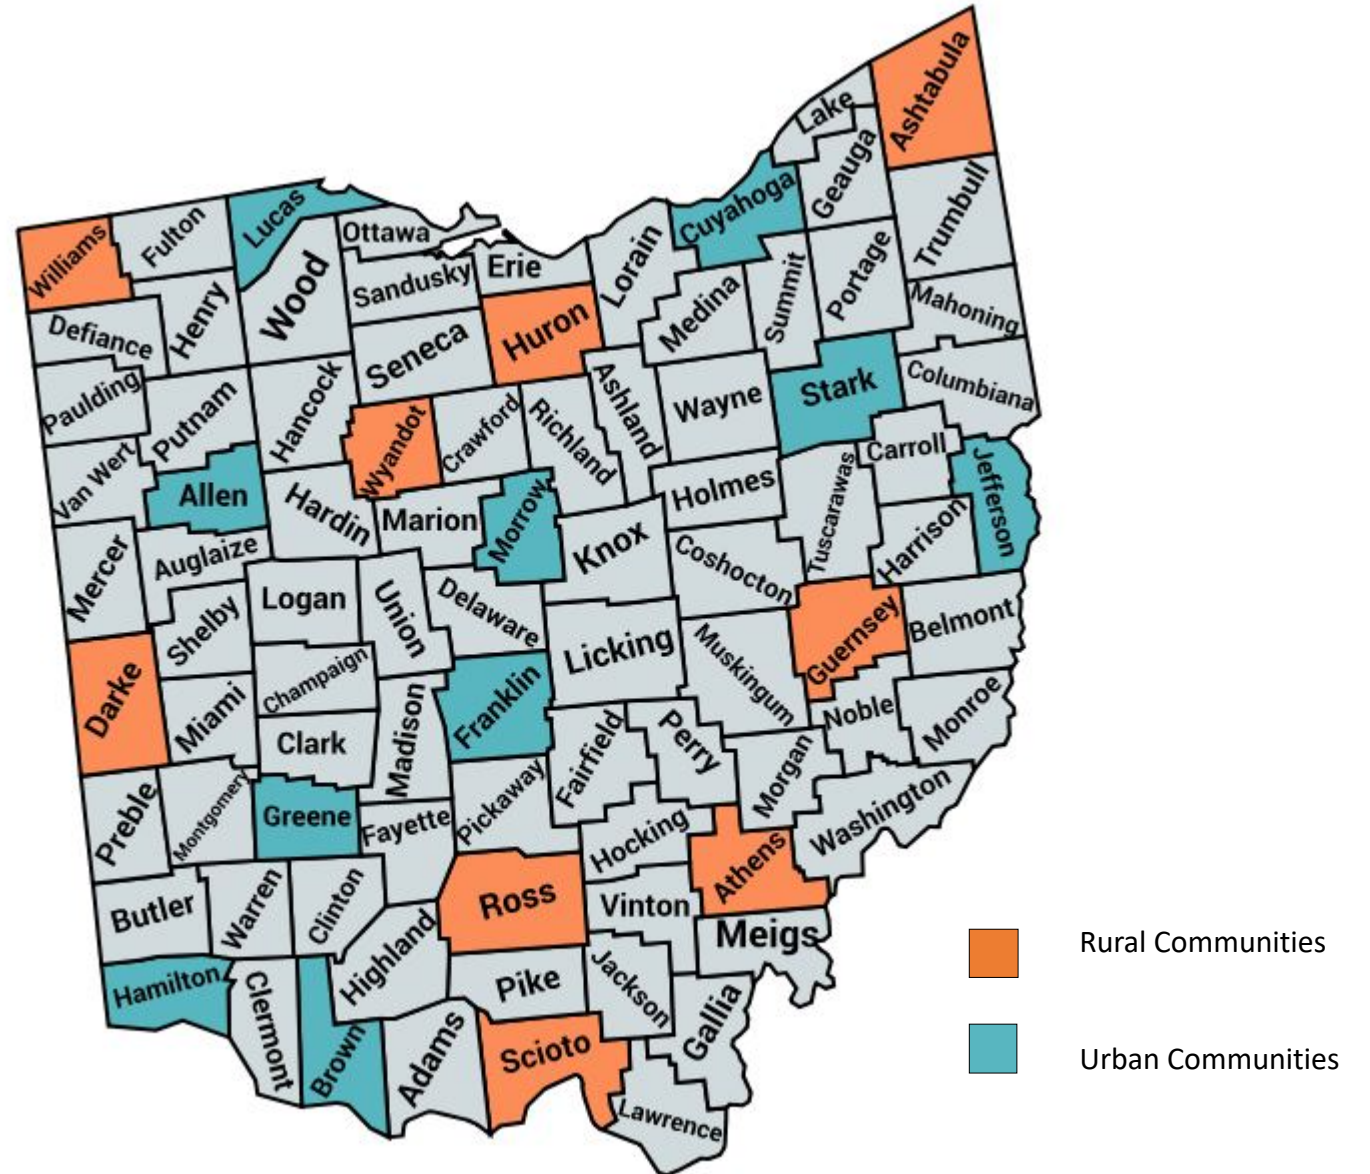 Ashtabula
Lake
Geauga
Cuyahoga
Trumbull
Lucas
Fulton
Williams
Ottawa
Wood
Sandusky
Erie
Lorain
Medina
Summit
Portage
Mahoning
Defiance
Henry
Seneca
Huron
Paulding
Putnam
Hancock
Wyandot
Crawford
Richland
Ashland
Wayne
Stark
Columbiana
Van Wert
Allen
Hardin
Marion
Morrow
Holmes
Tuscarawas
Carroll
Jefferson
Mercer
Auglaize
Knox
Coshocton
Harrison
Shelby
Logan
Union
Delaware
Licking
Muskingum
Guernsey
Belmont
Darke
Miami
Champaign
Clark
Madison
Franklin
Fairfield
Perry
Morgan
Noble
Monroe
Preble
Montgomery
Greene
Fayette
Pickaway
Hocking
Athens
Washington
Butler
Warren
Clinton
Highland
Ross
Vinton
Meigs
Hamilton
Clermont
Brown
Adams
Pike
Jackson
Gallia
Scioto
Lawrence
Rural Communities
Urban Communities